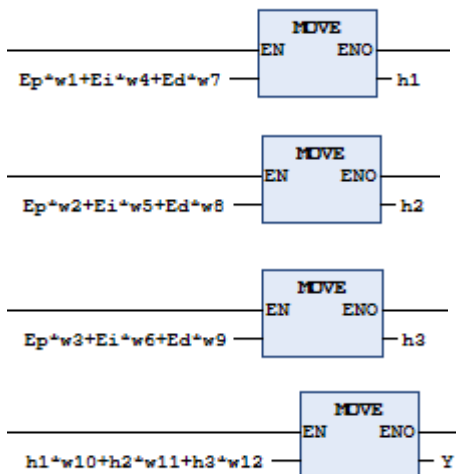 MOVE
EN ENO
Ep*w1+Ei*w4+Ed*w7 h1
MOVE
EN ENO
Ep*w2+Ei*w5+Ed*w8 h2
MOVE
EN ENO
Ep*w3+Ei*w6+Ed*w9 h3
MOVE
EN ENO
h1*w10+h2*w11+h3*w12 Y